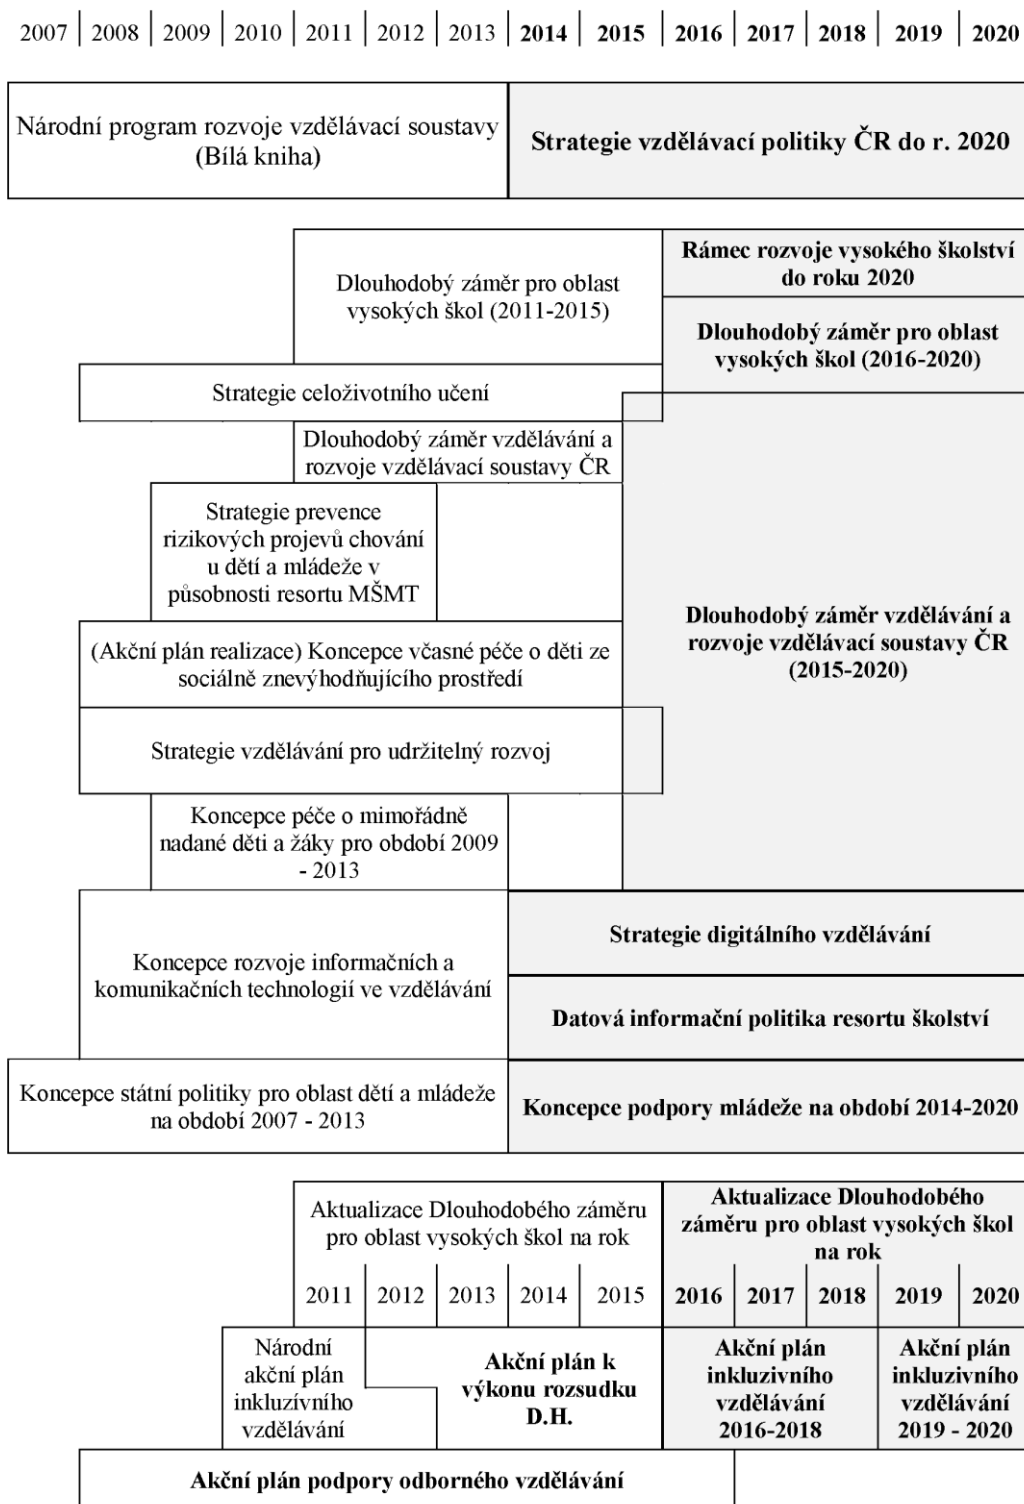 2007 2008 2009 2010 2011 2012 2013 2014 2015 2016 2017 2018 2019 2020
Národní program rozvoje vzdělávací soustavy
(Bílá kniha)
Strategie vzdělávací politiky ČR do r. 2020
Dlouhodobý záměr pro oblast
vysokých škol (2011-2015)
Rámec rozvoje vysokého školství
do roku 2020
Dlouhodobý záměr pro oblast
vysokých škol (2016-2020)
Strategie celoživotního učení
Dlouhodobý záměr vzdělávání a
rozvoje vzdělávací soustavy ČR
Strategie prevence
rizikových projevů chování
u dětí a mládeže v
působnosti resortu MŠMT
(Akční plán realizace) Koncepce včasné péče o děti ze
sociálně znevýhodňujícího prostředí
Dlouhodobý záměr vzdělávání a
rozvoje vzdělávací soustavy ČR
(2015-2020)
Strategie vzdělávání pro udržitelný rozvoj
Koncepce péče o mimořádně
nadané děti a žáky pro období 2009
- 2013
Koncepce rozvoje informačních a
komunikačních technologií ve vzdělávání
Strategie digitálního vzdělávání
Datová informační politika resortu školství
Koncepce státní politiky pro oblast dětí a mládeže
na období 2007 - 2013
Koncepce podpory mládeže na období 2014-2020
Aktualizace Dlouhodobého záměru
pro oblast vysokých škol na rok
Aktualizace Dlouhodobého
záměru pro oblast vysokých škol
na rok
2011 2012 2013 2014 2015 2016 2017 2018 2019 2020
Národní
akční plán
inkluzívního
vzdělávání
Akční plán k
výkonu rozsudku
D.H.
Akční plán
inkluzivního
vzdělávání
2016-2018
Akční plán
inkluzivního
vzdělávání
2019 - 2020
Akční plán podpory odborného vzdělávání